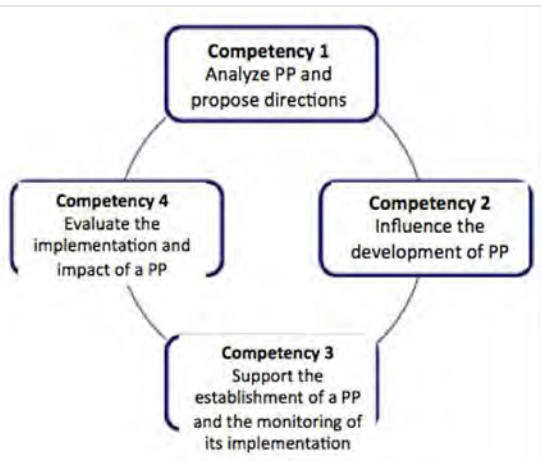 Competency 1
Analyze PP and
propose directions
Competency 2
Influence the
development of PP
Competency 3
Support the
establishment of a PP
and the monitoring of
its implementation
Competency 4
Evaluate the
implementation and
impact of a PP